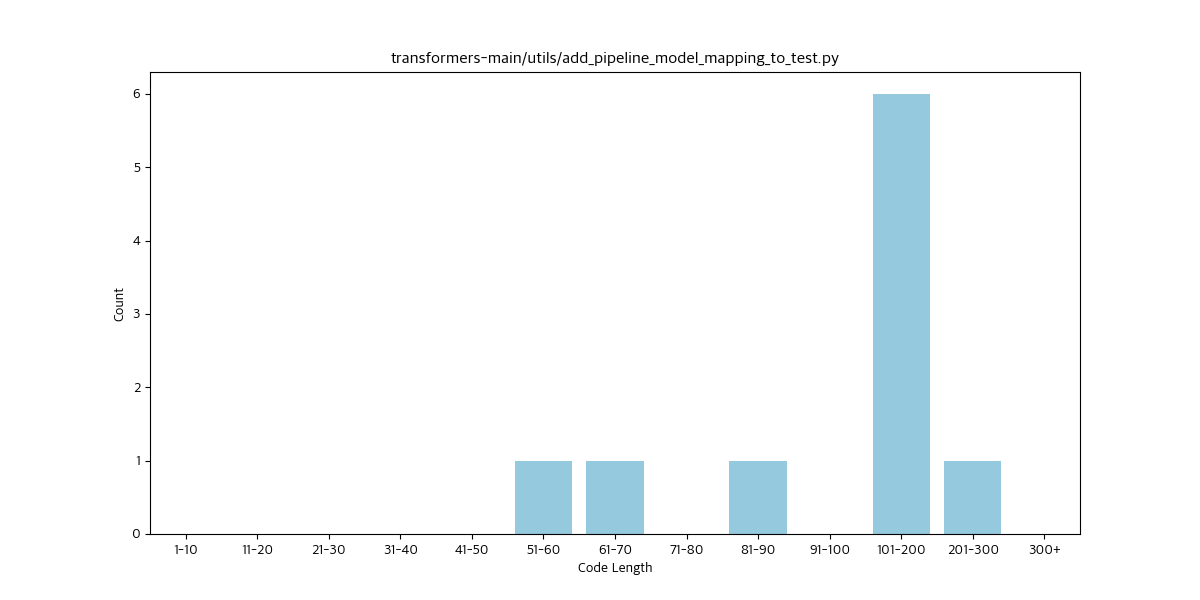 transformers-main/utils/add_pipeline_model_mapping_to_test.py
6
5
4
3
2
1
0
Count
1-10 11-20 21-30 31-40 41-50 51-60 61-70 71-80 81-90 91-100 101-200 201-300 300+
Code Length